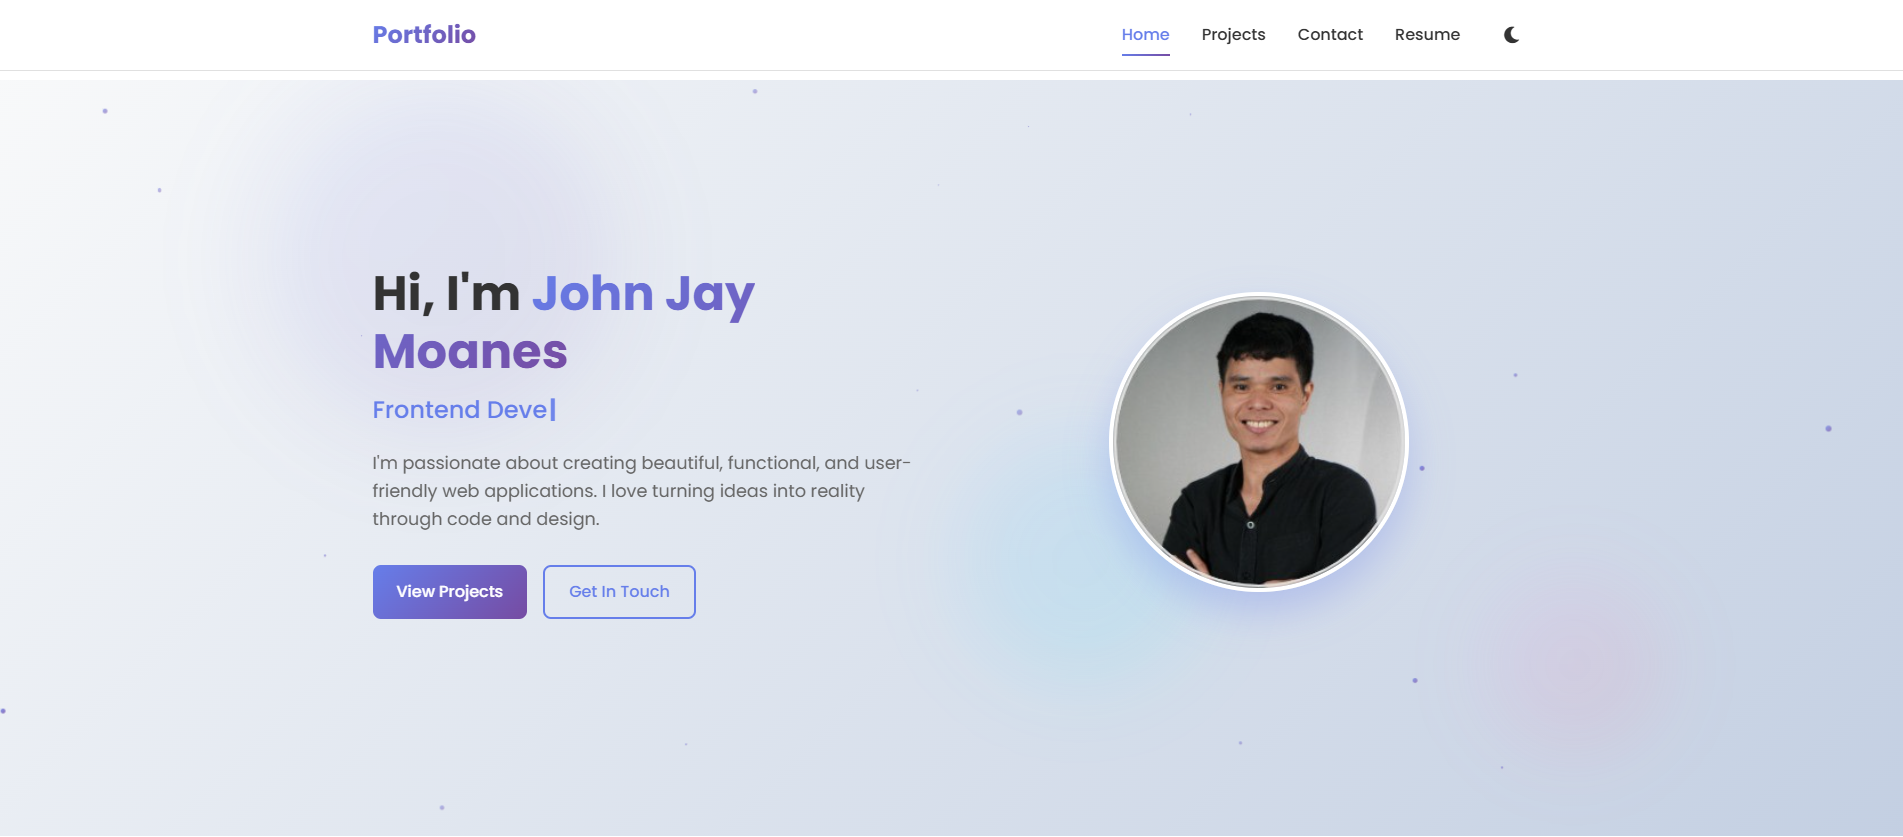 Portfolio
Home Projects Contact Resume
Hi, I'm John Jay
Moanes
Frontend Deve
I'm passionate about creating beautiful, functional, and user-
friendly web applications. I love turning ideas into reality
through code and design.
View Projects Get In Touch